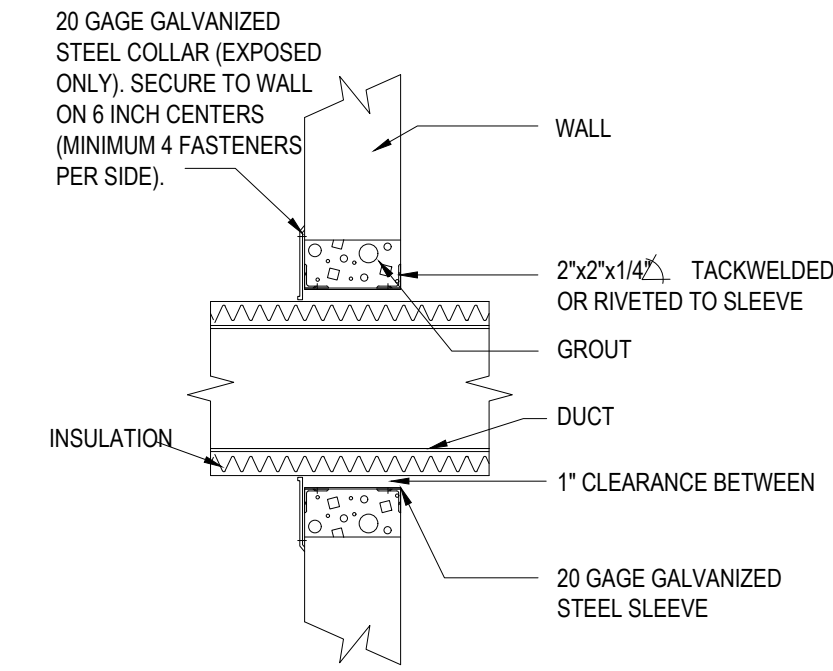 20 GAGE GALVANIZED
STEEL COLLAR (EXPOSED
ONLY). SECURE TO WALL
ON 6 INCH CENTERS
(MINIMUM 4 FASTENERS
PER SIDE).
WALL
2"x2"x1/4" TACKWELDED
OR RIVETED TO SLEEVE
GROUT
DUCT
INSULATION
1" CLEARANCE BETWEEN
20 GAGE GALVANIZED
STEEL SLEEVE